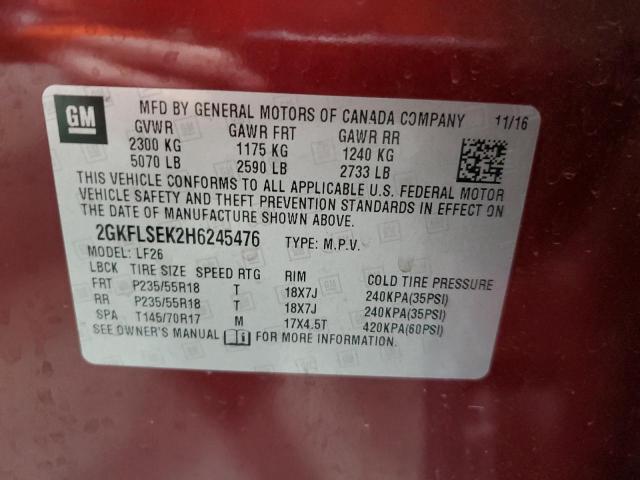 GM
MFD BY GENERAL MOTORS OF CANADA COMPANY 11/16
GVWR GAWR FRT GAWR RR
2300 KG 1175 KG 1240 KG
5070 LB 2590 LB 2733 LB
THIS VEHICLE CONFORMS TO ALL APPLICABLE U.S. FEDERAL MOTOR
VEHICLE SAFETY AND THEFT PREVENTION STANDARDS IN EFFECT ON
THE DATE OF MANUFACTURE SHOWN ABOVE.
2GKFLSEK2H6245476 TYPE: M.P.V.
MODEL: LF26
LBCK TIRE SIZE SPEED RTG RIM COLD TIRE PRESSURE
FRT P235/55R18 T 18X7J 240KPA(35PSI)
RR P235/55R18 T 18X7J 240KPA(35PSI)
SPA T145/70R17 M 17X4.5T 420KPA(60PSI)
SEE OWNER'S MANUAL FOR MORE INFORMATION.